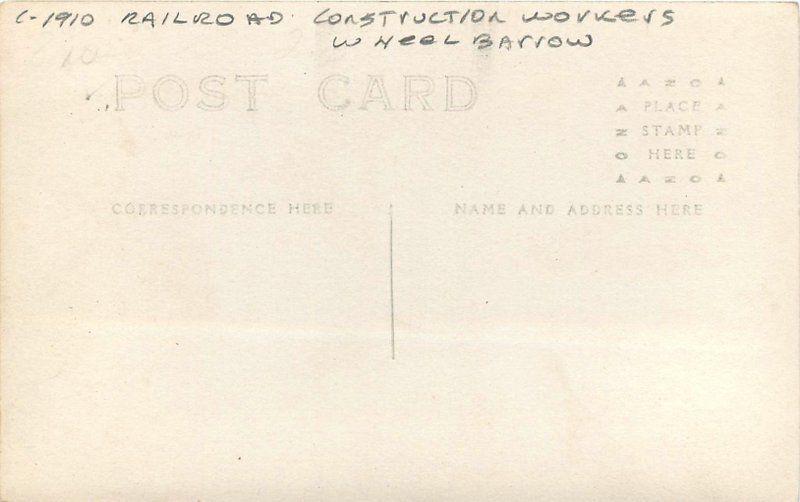 C-1910 RAILROAD CONSTRUCTION WORKERS
WHEEL BARROW
POST CARD
AZO
PLACE
STAMP
HERE
AZO
CORRESPONDENCE HERE
NAME AND ADDRESS HERE